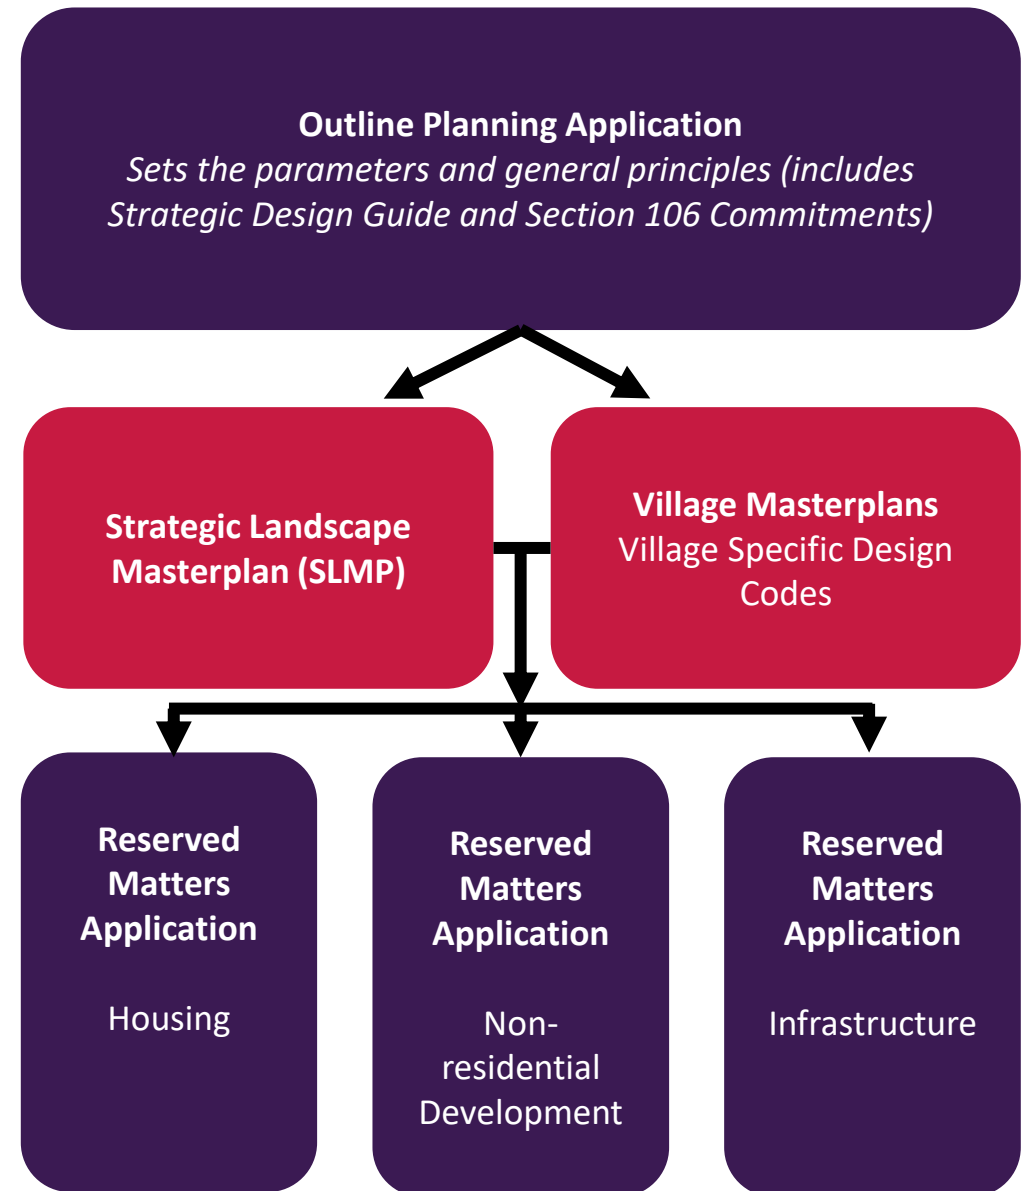 Outline Planning Application
Sets the parameters and general principles (includes
Strategic Design Guide and Section 106 Commitments)
Strategic Landscape
Masterplan (SLMP)
Village Masterplans
Village Specific Design
Codes
Reserved
Matters
Application
Housing
Reserved
Matters
Application
Non-
residential
Development
Reserved
Matters
Application
Infrastructure